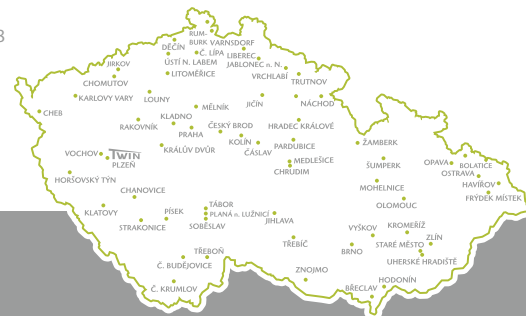 8
RUM-
BURK
VARNSDORF
DĚČÍN
Č. LÍPA
LIBEREC
ÚSTÍ N. LABEM
JABLONEC n. N.
JIRKOV
LITOMĚŘICE
VRCHLABÍ
CHOMUTOV
TRUTNOV
KARLOVY VARY
LOUNY
JIČÍN
NÁCHOD
CHEB
MĚLNÍK
KLADNO
RAKOVNÍK
PRAHA
ČESKÝ BROD
HRADEC KRÁLOVÉ
KOLÍN
PARDUBICE
ŽAMBERK
KRÁLŮV DVŮR
ČÁSLAV
VOCHOV
TWIN
PLZEŇ
MEDLEŠICE
CHRUDIM
ŠUMPERK
OPAVA
BOLATICE
OSTRAVA
HORŠOVSKÝ TÝN
HAVÍŘOV
MOHELNICE
FRÝDEK MÍSTEK
CHANOVICE
OLOMOUC
KLATOVY
PÍSEK
TÁBOR
PLANÁ n. LUŽNICÍ
SOBĚSLAV
JIHLAVA
STRAKONICE
VYŠKOV
KROMĚŘÍŽ
TŘEBÍČ
STARÉ MĚSTO
ZLÍN
BRNO
TŘEBOŇ
UHERSKÉ HRADIŠTĚ
Č. BUDĚJOVICE
ZNOJMO
HODONÍN
Č. KRUMLOV
BŘECLAV